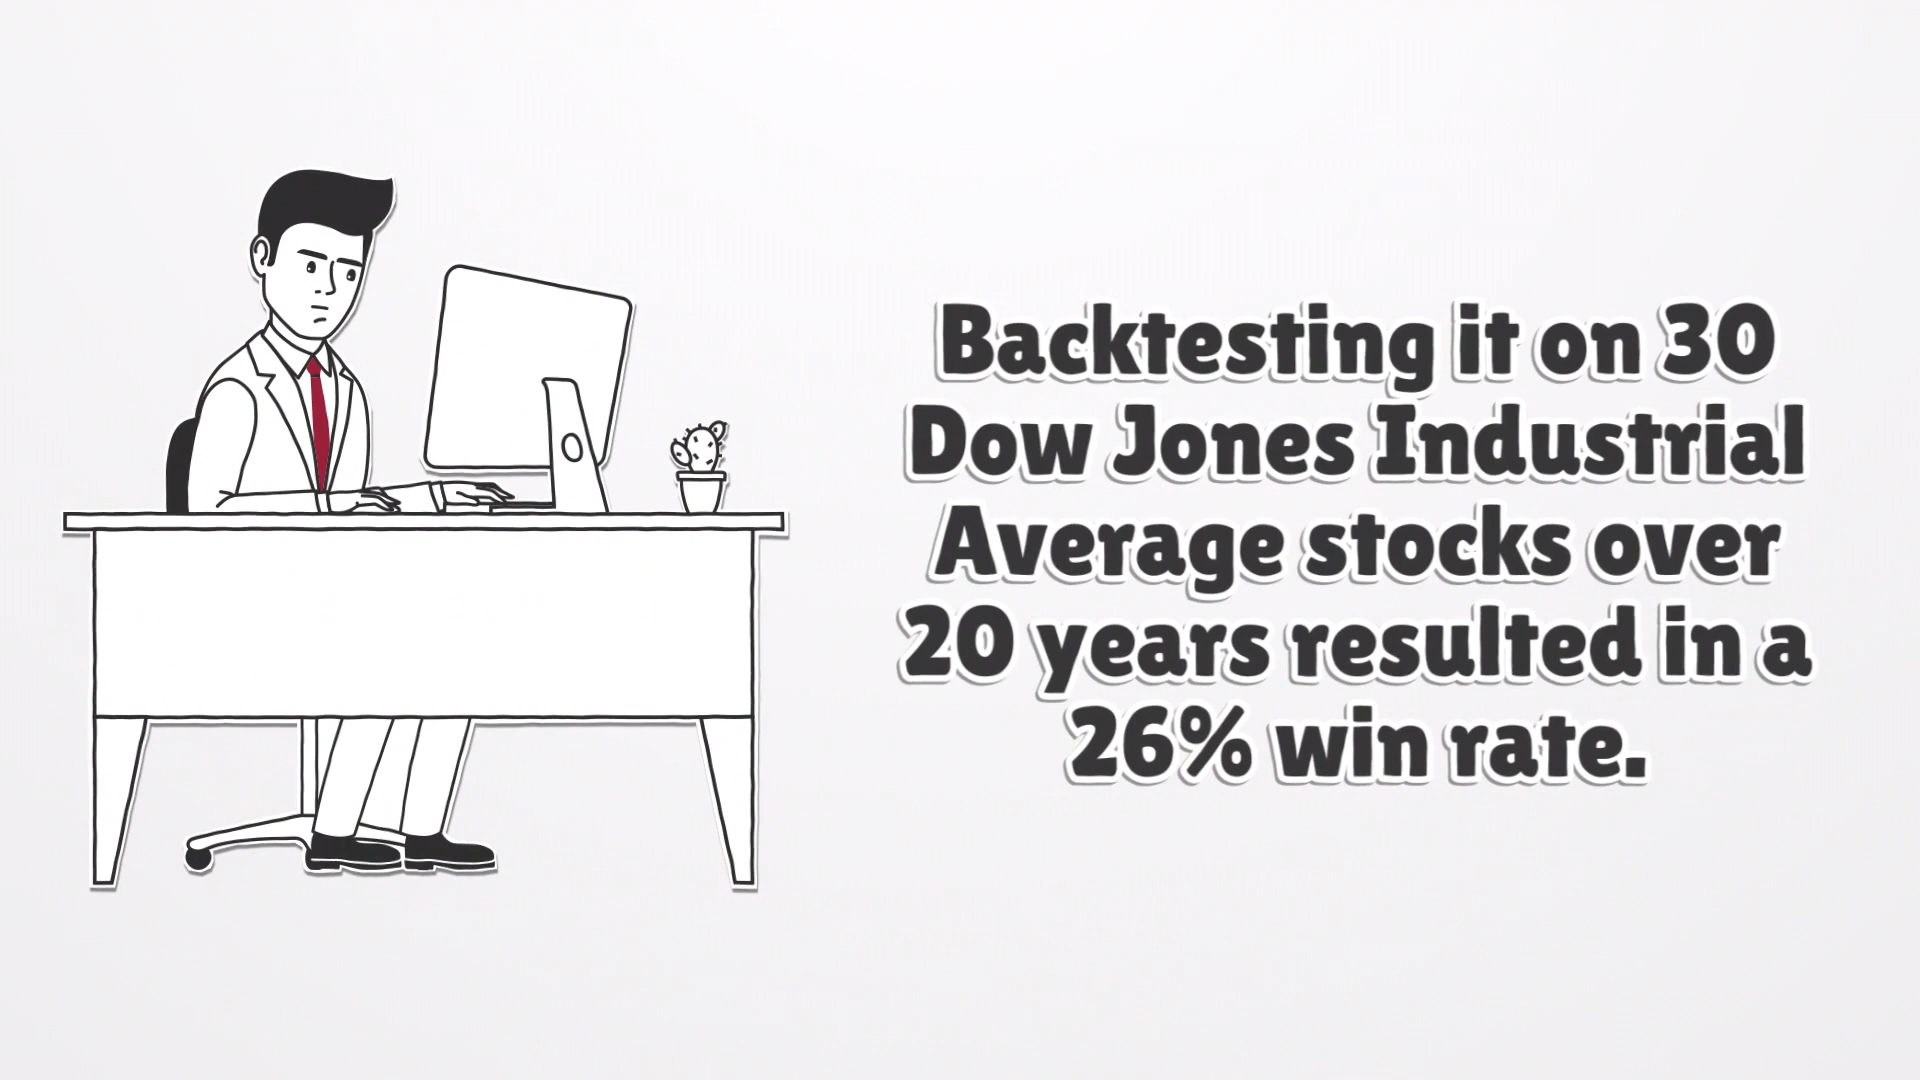 Backtesting it on 30
Dow Jones Industrial
Average stocks over
20 years resulted in a
26% win rate.